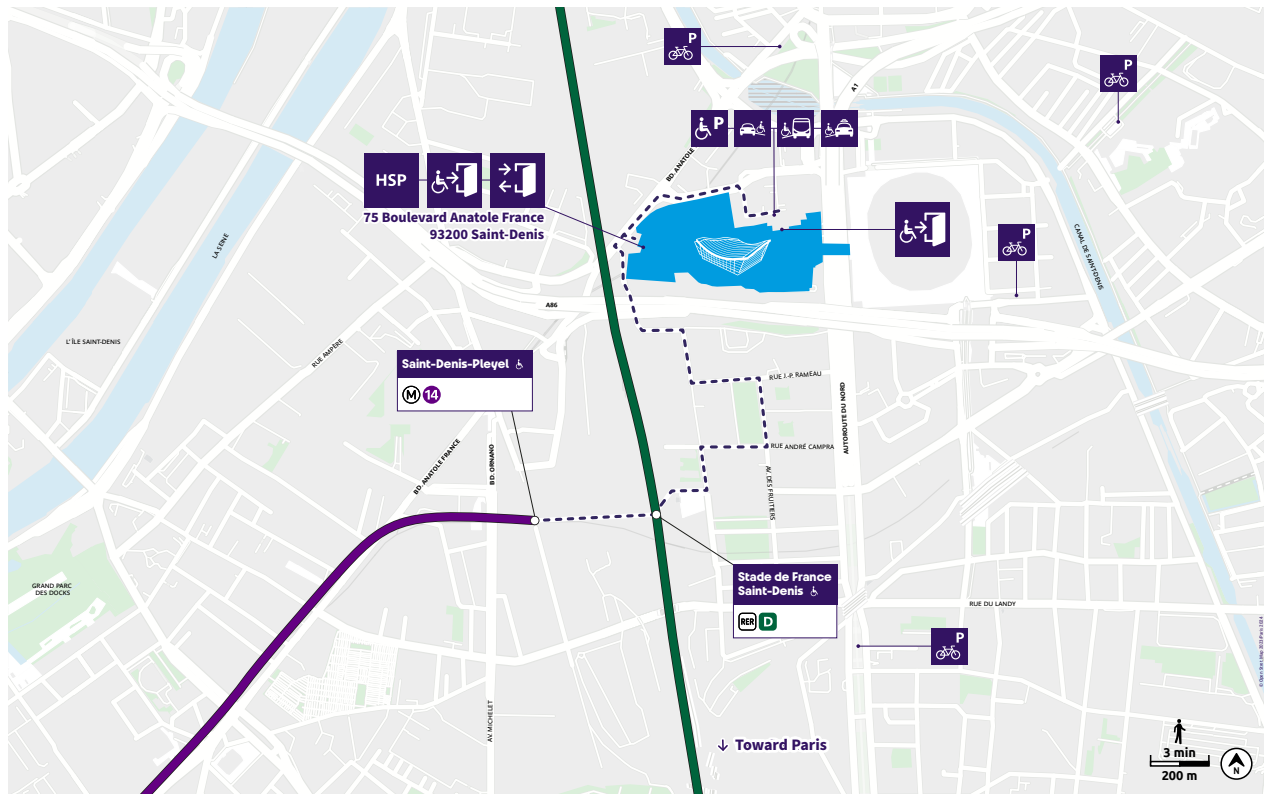 P
P
A1
P
BD. ANATOLE
HSP
75 Boulevard Anatole France
93200 Saint-Denis
P
LA SEINE
CANAL DE SAINT-DENIS
A86
L'ÎLE SAINT-DENIS
RUE AMPÈRE
Saint-Denis-Pleyel
M 14
RUE J.-P. RAMEAU
AUTOROUTE DU NORD
RUE ANDRÉ CAMPRA
BD. ANATOLE FRANCE
BD. ORNANO
AV. DES FRUITIERS
Stade de France
Saint-Denis
RER D
GRAND PARC
DES DOCKS
RUE DU LANDY
P
AV. MICHELET
↓ Toward Paris
3 min
200 m
N